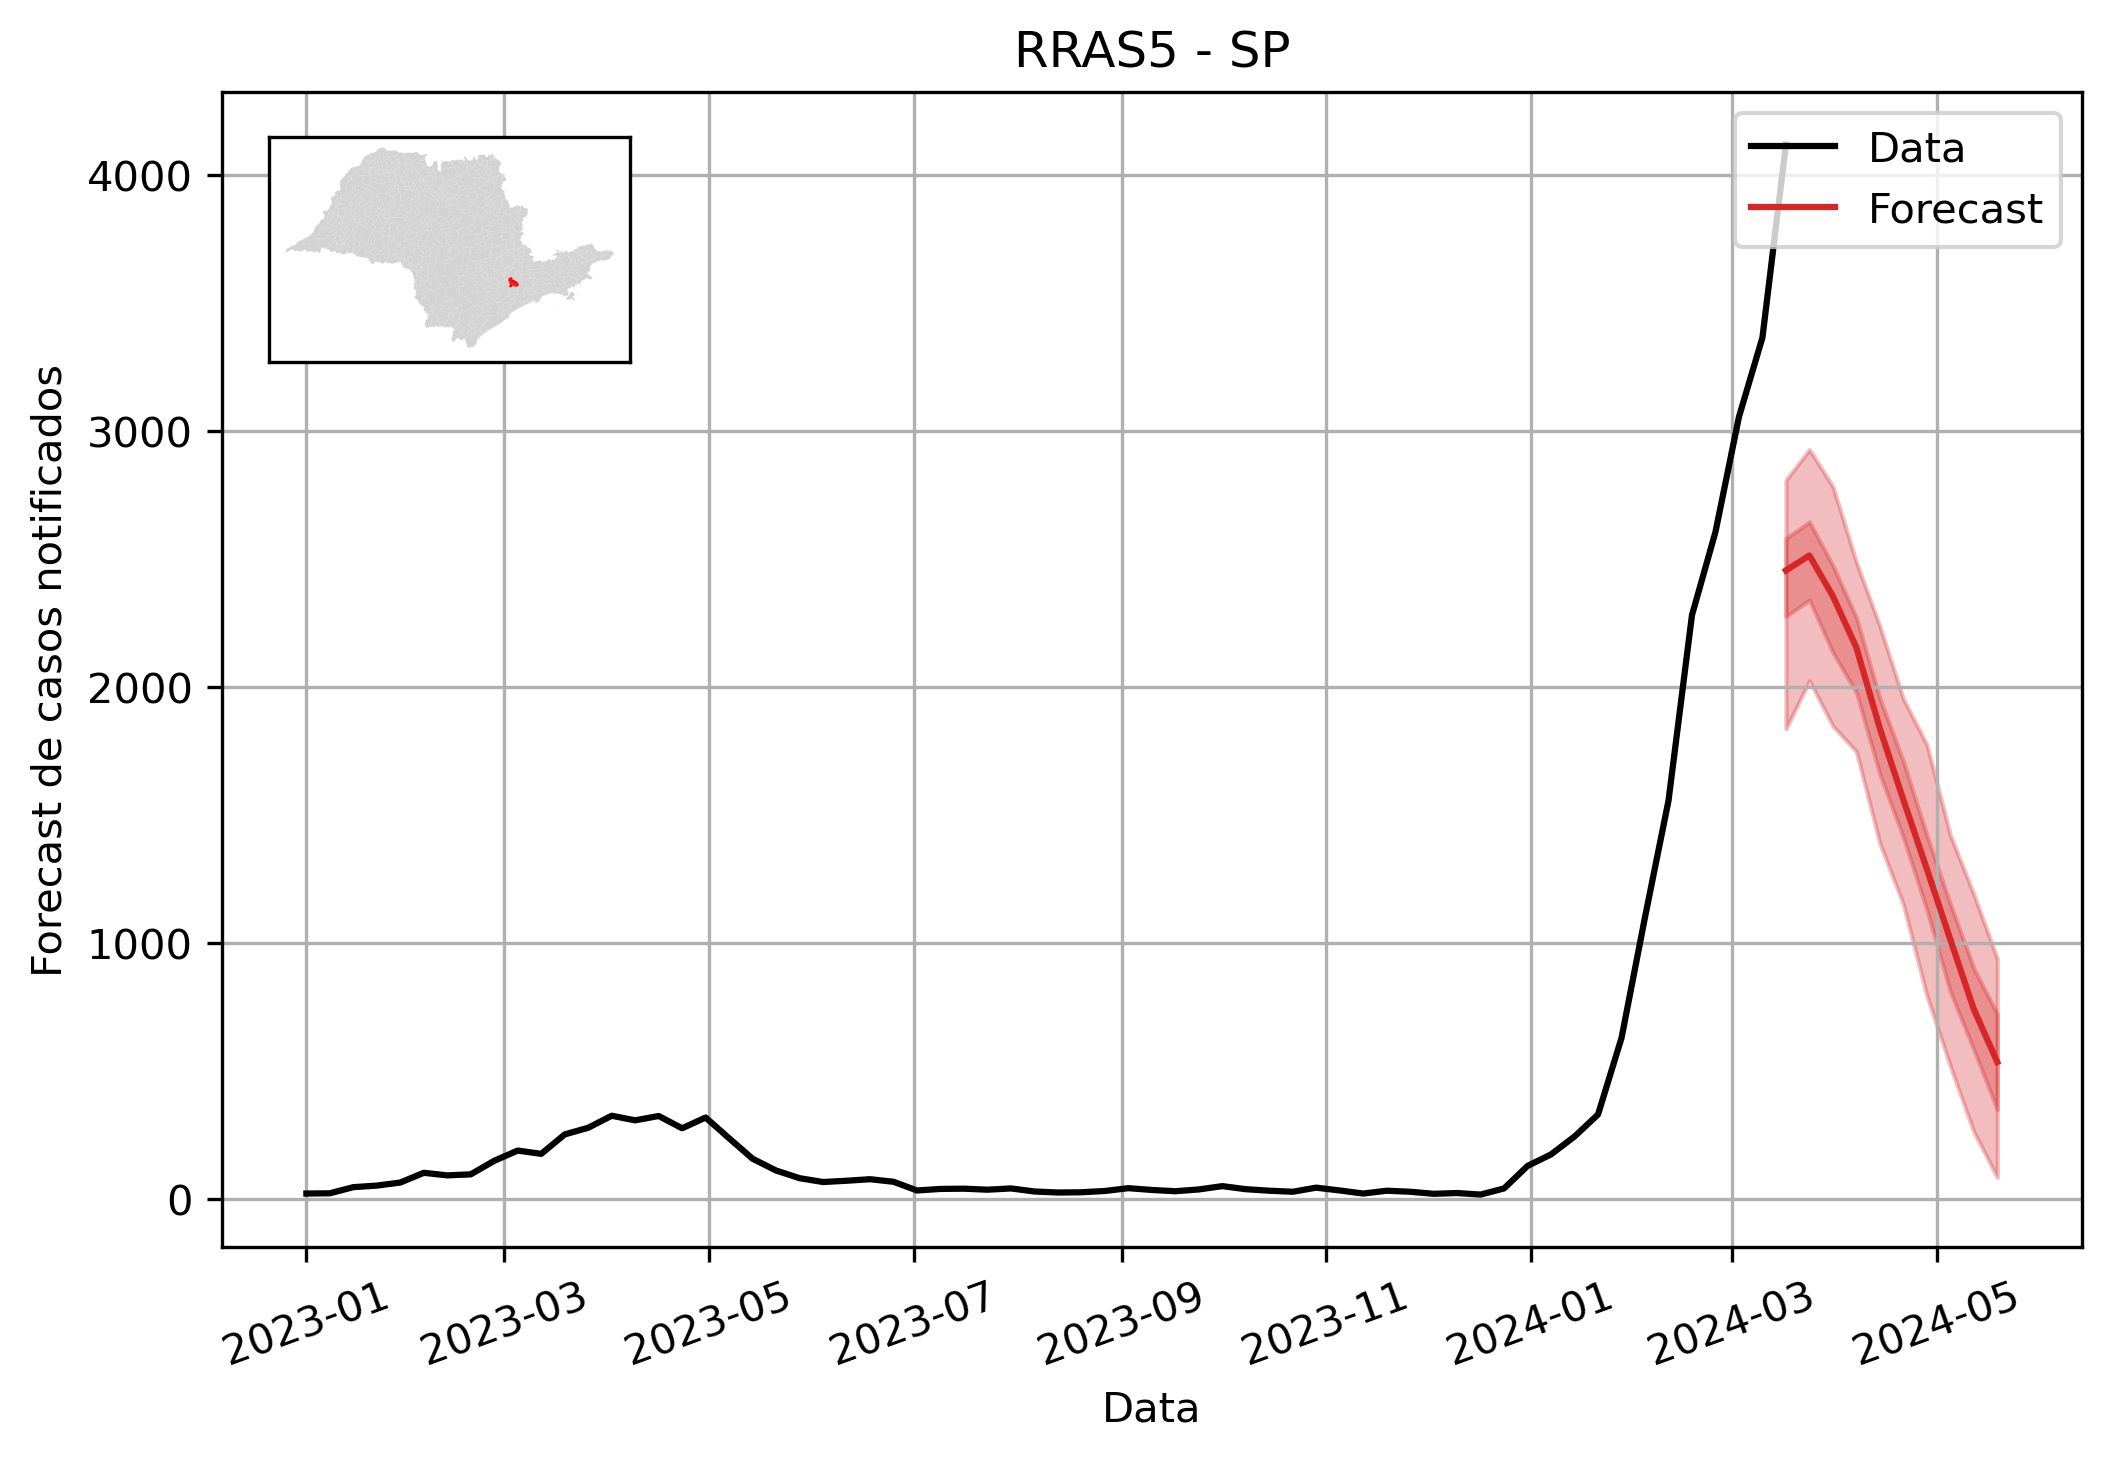 RRAS5 - SP
Data
Forecast
Forecast de casos notificados
4000
3000
2000
1000
0
2023-01
2023-03
2023-05
2023-07
2023-09
2023-11
2024-01
2024-03
2024-05
Data